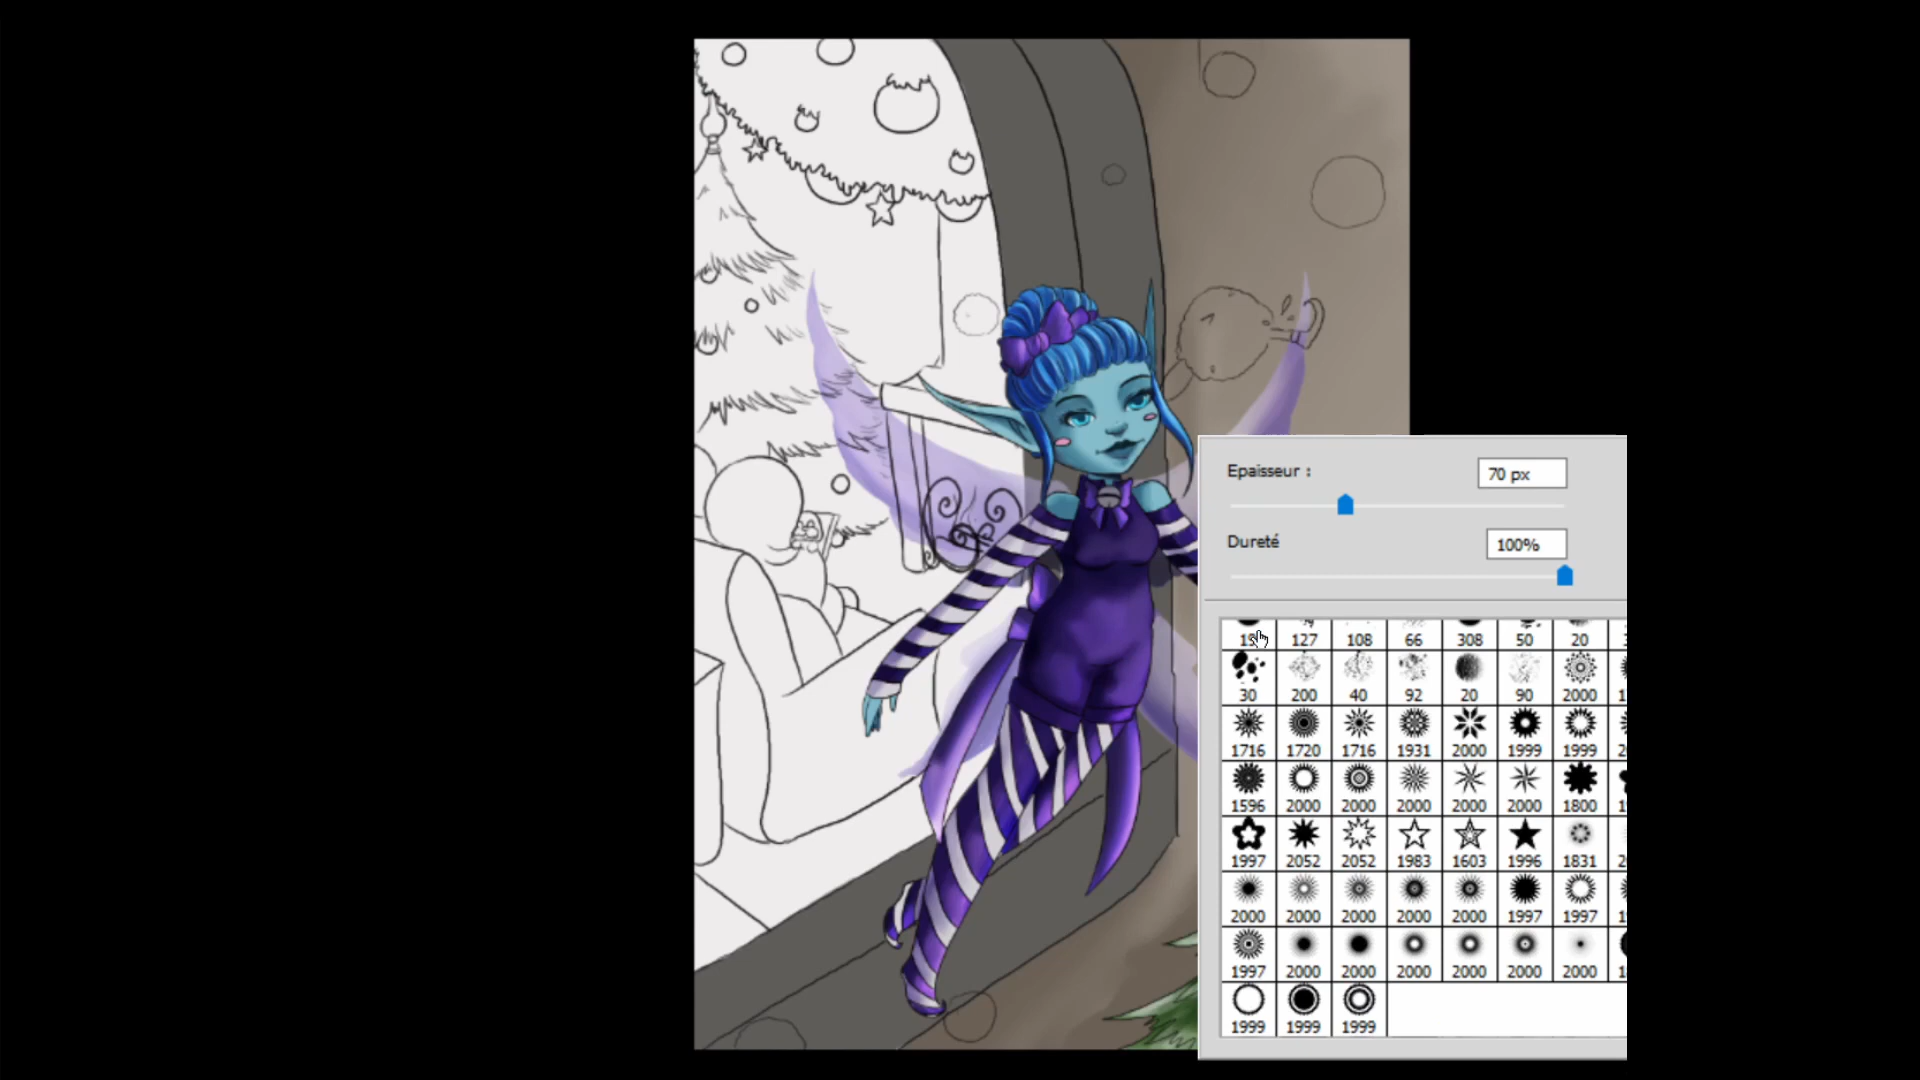 Epaisseur :
70 px
Dureté
100%
127 108 66 308 50 20
30 200 40 92 20 90 2000
1716 1720 1716 1931 2000 1999 1999
1596 2000 2000 2000 2000 2000 1800
1997 2052 2052 1983 1603 1996 1831
2000 2000 2000 2000 2000 1997 1997
1997 2000 2000 2000 2000 2000 2000
1999 1999 1999